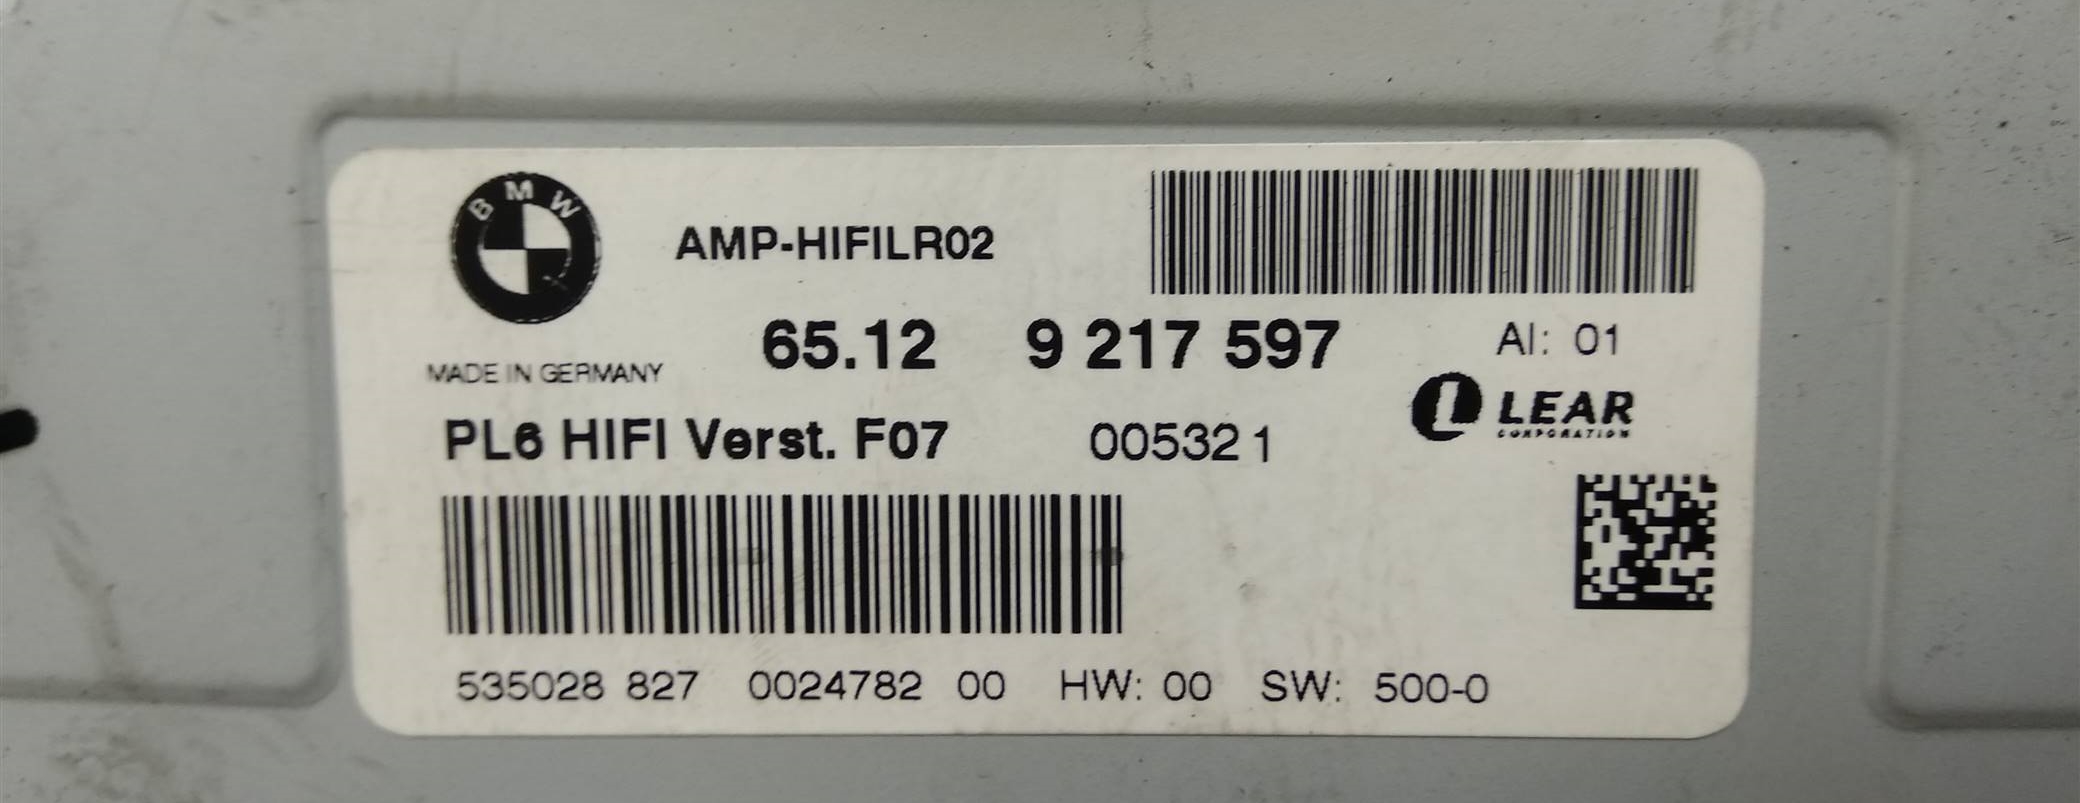 BMW
AMP-HIFILR02
65.12 9 217 597 AI: 01
MADE IN GERMANY
LEAR
CORPORATION
PL6 HIFI Verst. F07 005321
535028 827 0024782 00 HW: 00 SW: 500-0